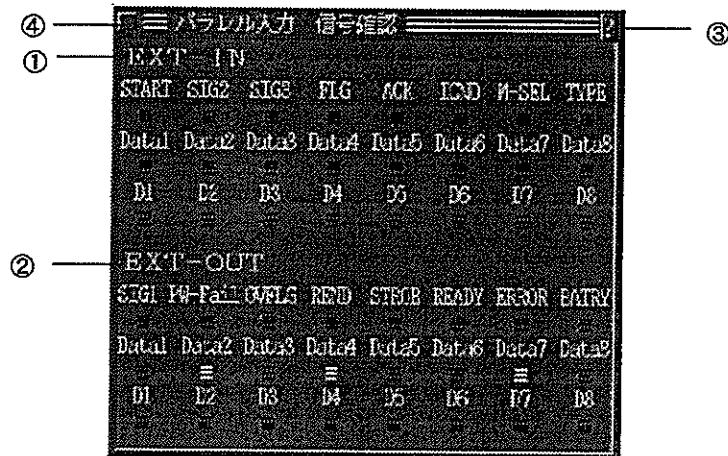 ④ パラレル入力 信号確認 ③
① EXT-IN
START SIG2 SIG3 FLG ACK ICND M-SEL TYPE
Data1 Data2 Data3 Data4 Data5 Data6 Data7 Data8
D1 D2 D3 D4 D5 D6 D7 D8
② EXT-OUT
SIG1 PW-Fail OVFLG REND STROB READY ERROR BATRY
Data1 Data2 Data3 Data4 Data5 Data6 Data7 Data8
D1 D2 D3 D4 D5 D6 D7 D8